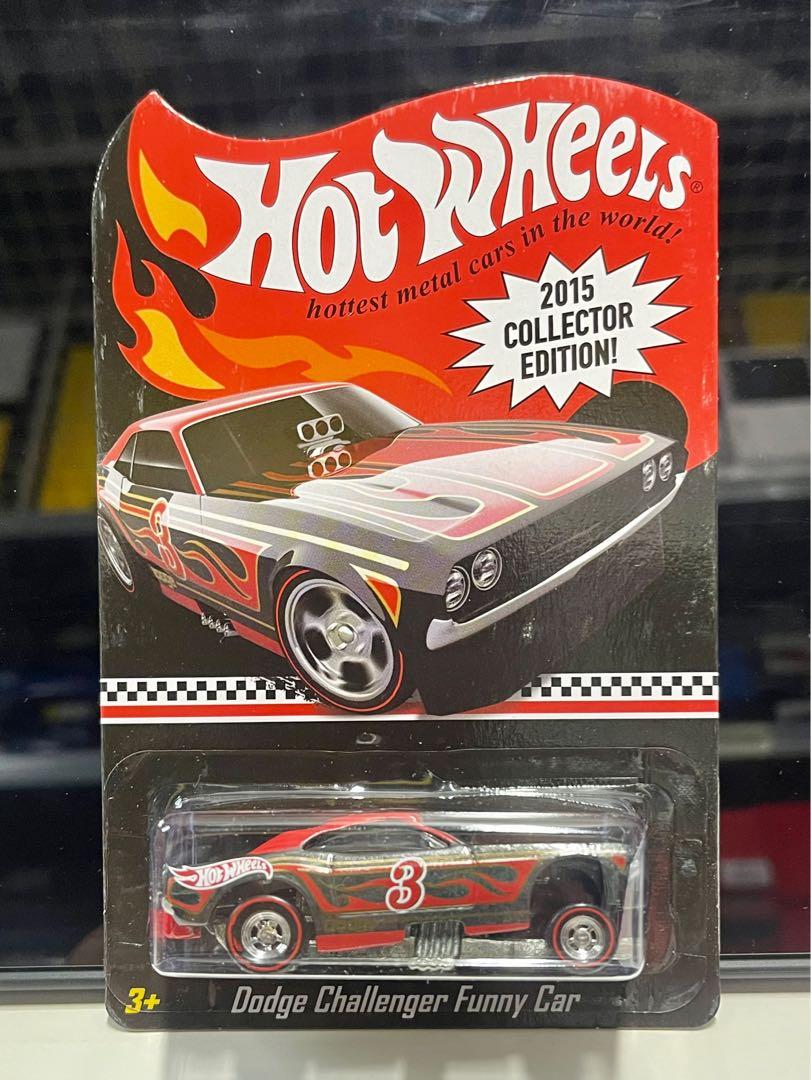 HOT WHEELS®
hottest metal cars in the world!
2015
COLLECTOR
EDITION!
3
HOT WHEELS
3
3+
Dodge Challenger Funny Car